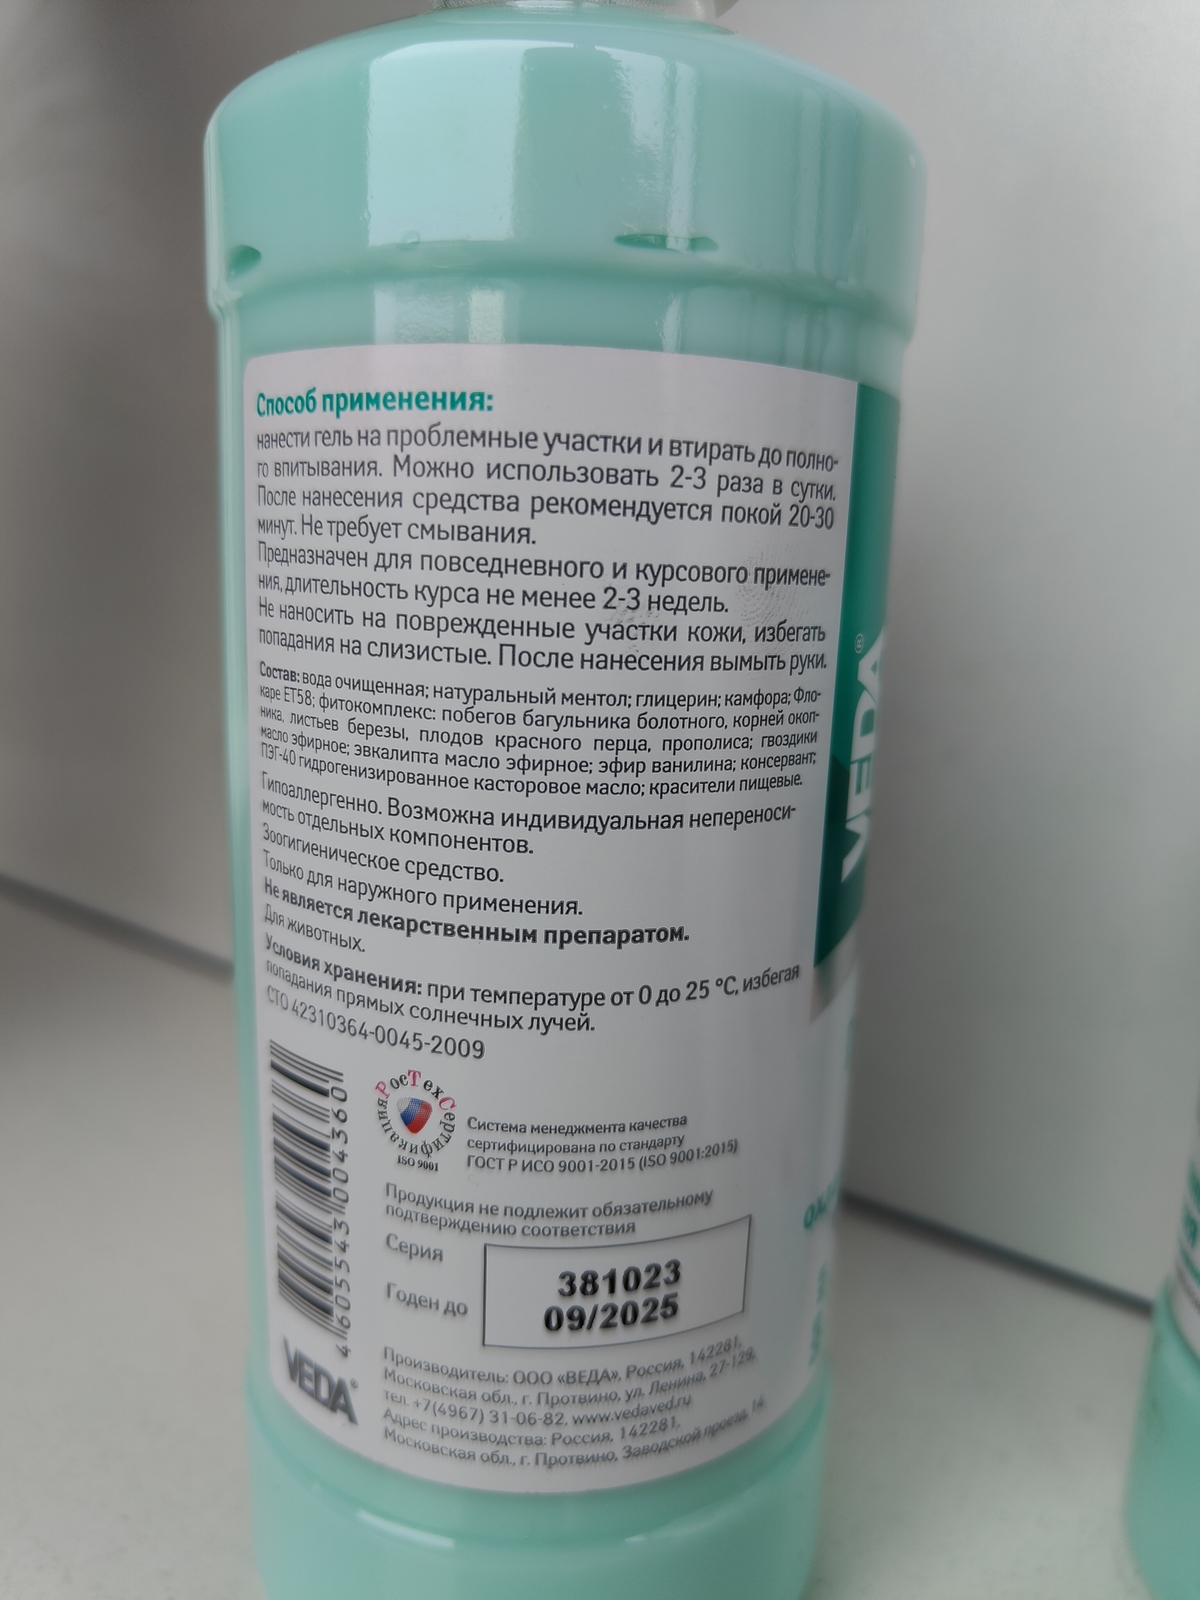 Способ применения:
нанести гель на проблемные участки и втирать до полно-
го впитывания. Можно использовать 2-3 раза в сутки.
После нанесения средства рекомендуется покой 20-30
минут. Не требует смывания.
Предназначен для повседневного и курсового примене-
ния, длительность курса не менее 2-3 недель.
Не наносить на поврежденные участки кожи, избегать
попадания на слизистые. После нанесения вымыть руки.
Состав: вода очищенная; натуральный ментол; глицерин; камфора; Фло-
каре ЕТ58; фитокомплекс: побегов багульника болотного, корней окоп-
ника, листьев березы, плодов красного перца, прополиса; гвоздики
масло эфирное; эвкалипта масло эфирное; эфир ванилина; консервант;
ПЭГ-40 гидрогенизированное касторовое масло; красители пищевые.
Гипоаллергенно. Возможна индивидуальная непереноси-
мость отдельных компонентов.
Зоогигиеническое средство.
Только для наружного применения.
Не является лекарственным препаратом.
Для животных.
Условия хранения: при температуре от 0 до 25 °С, избегая
попадания прямых солнечных лучей.
СТО 42310364-0045-2009
4 605543 004360
РосТехСертификация
ISO 9001
Система менеджмента качества
сертифицирована по стандарту
ГОСТ Р ИСО 9001-2015 (ISO 9001:2015)
Продукция не подлежит обязательному
подтверждению соответствия
Серия
381023
Годен до
09/2025
VEDA®
Производитель: ООО «ВЕДА», Россия, 142281,
Московская обл., г. Протвино, ул. Ленина, 27-129,
тел. +7(4967) 31-06-82, www.vedaved.ru
Адрес производства: Россия, 142281,
Московская обл., г. Протвино, Заводской проезд, 14.
VEDA®